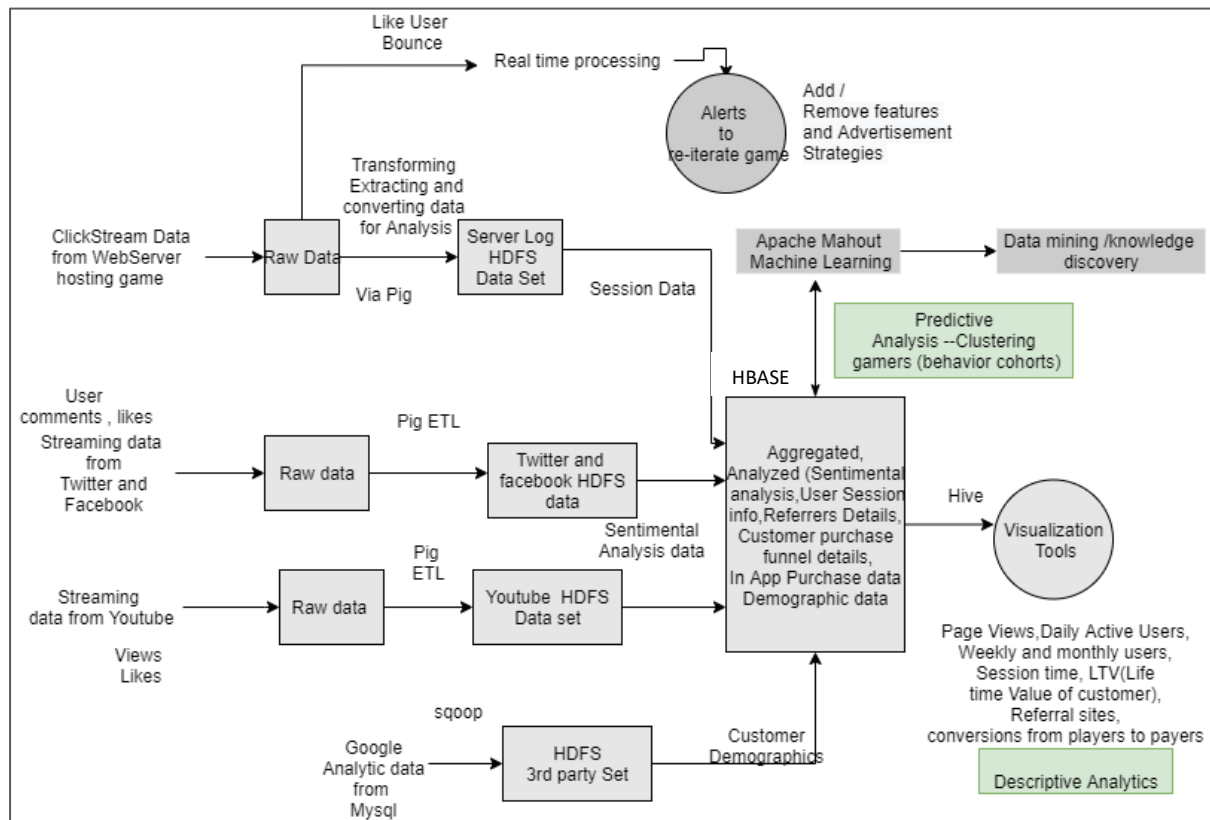 Like User
Bounce
Real time processing
Alerts
to
re-iterate game
Add /
Remove features
and Advertisement
Strategies
Transforming
Extracting and
converting data
for Analysis
ClickStream Data
from WebServer
hosting game
Raw Data
Via Pig
Server Log
HDFS
Data Set
Session Data
Apache Mahout
Machine Learning
Data mining /knowledge
discovery
Predictive
Analysis --Clustering
gamers (behavior cohorts)
HBASE
User
comments , likes
Streaming data
from
Twitter and
Facebook
Raw data
Pig ETL
Twitter and
facebook HDFS
data
Sentimental
Analysis data
Aggregated,
Analyzed (Sentimental
analysis,User Session
info,Referrers Details,
Customer purchase
funnel details,
In App Purchase data
Demographic data
Hive
Visualization
Tools
Streaming
data from Youtube
Views
Likes
Raw data
Pig
ETL
Youtube HDFS
Data set
Page Views,Daily Active Users,
Weekly and monthly users,
Session time, LTV(Life
time Value of customer),
Referral sites,
conversions from players to payers
Descriptive Analytics
sqoop
Google
Analytic data
from
Mysql
HDFS
3rd party Set
Customer
Demographics